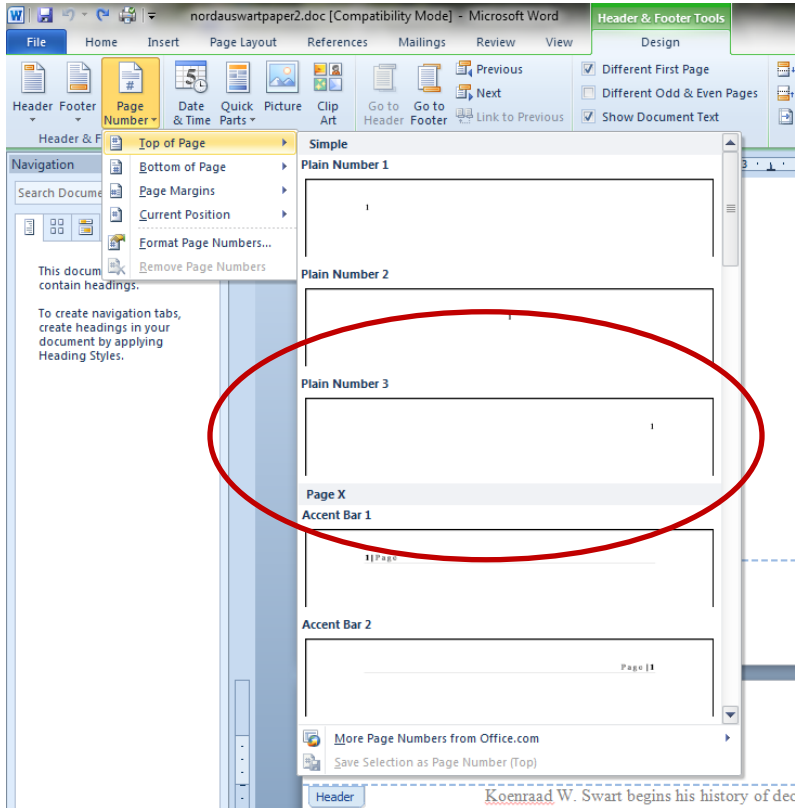 nordauswartpaper2.doc [Compatibility Mode] - Microsoft Word
Header & Footer Tools
File Home Insert Page Layout References Mailings Review View Design
Header Footer Page Number Date & Time Quick Parts Picture Clip Art Go to Header Go to Footer
Previous
Next
Link to Previous
Different First Page
Different Odd & Even Pages
Show Document Text
Header & F
Top of Page
Bottom of Page
Page Margins
Current Position
Format Page Numbers...
Remove Page Numbers
Navigation
Search Docume
This docum
contain headings.
To create navigation tabs,
create headings in your
document by applying
Heading Styles.
Simple
Plain Number 1
1
Plain Number 2
1
Plain Number 3
1
Page X
Accent Bar 1
1|Page
Accent Bar 2
Page|1
More Page Numbers from Office.com
Save Selection as Page Number (Top)
3 · 1 ·
Header
Koenraad W. Swart begins his history of dec